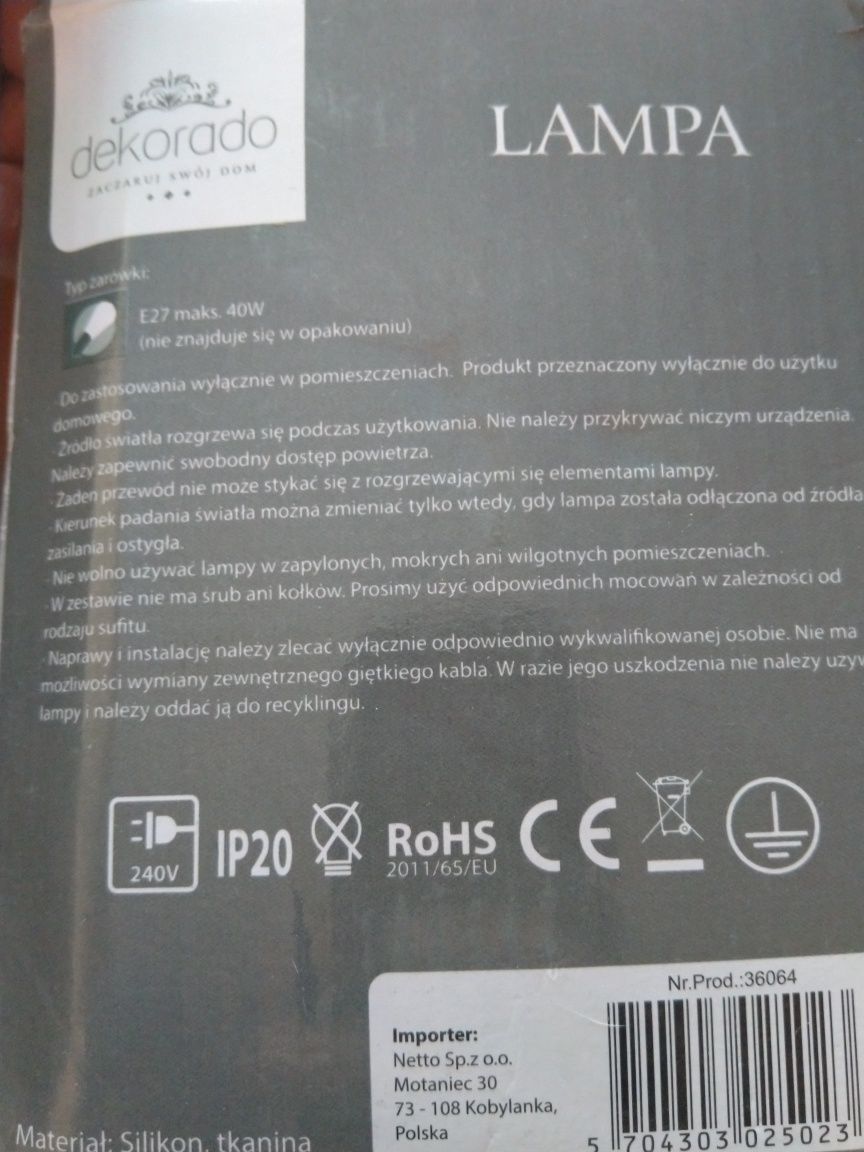 dekorado
ZACZARUJ SWÓJ DOM
LAMPA
Typ żarówki:
E27 maks. 40W
(nie znajduje się w opakowaniu)
·Do zastosowania wyłącznie w pomieszczeniach. Produkt przeznaczony wyłącznie do użytku
domowego.
·Źródło światła rozgrzewa się podczas użytkowania. Nie należy przykrywać niczym urządzenia.
Należy zapewnić swobodny dostęp powietrza.
·Żaden przewód nie może stykać się z rozgrzewającymi się elementami lampy.
·Kierunek padania światła można zmieniać tylko wtedy, gdy lampa została odłączona od źródła
zasilania i ostygła.
·Nie wolno używać lampy w zapylonych, mokrych ani wilgotnych pomieszczeniach.
·W zestawie nie ma śrub ani kołków. Prosimy użyć odpowiednich mocowań w zależności od
rodzaju sufitu.
·Naprawy i instalację należy zlecać wyłącznie odpowiednio wykwalifikowanej osobie. Nie ma
możliwości wymiany zewnętrznego giętkiego kabla. W razie jego uszkodzenia nie należy używ
lampy i należy oddać ją do recyklingu. .
240V
IP20
RoHS
2011/65/EU
CE
Nr.Prod.:36064
Importer:
Netto Sp.z o.o.
Motaniec 30
73 - 108 Kobylanka,
Polska
5 704303 025023
Materiał: Silikon, tkanina